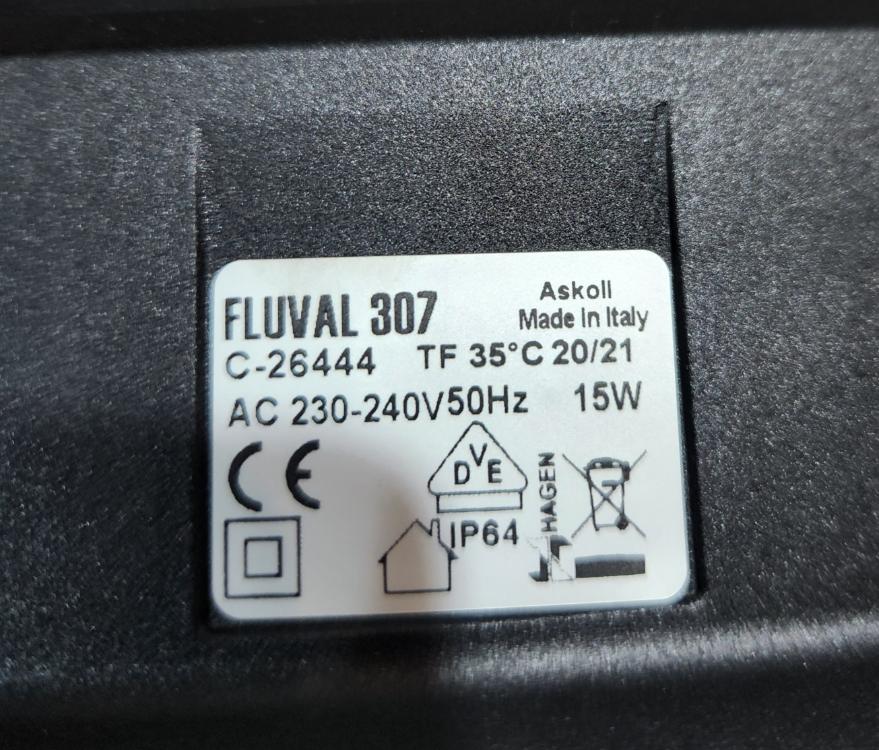 FLUVAL 307
Askoll
Made in Italy
C-26444 TF 35°C 20/21
AC 230-240V50Hz 15W
CE
DVE
IP64
HAGEN